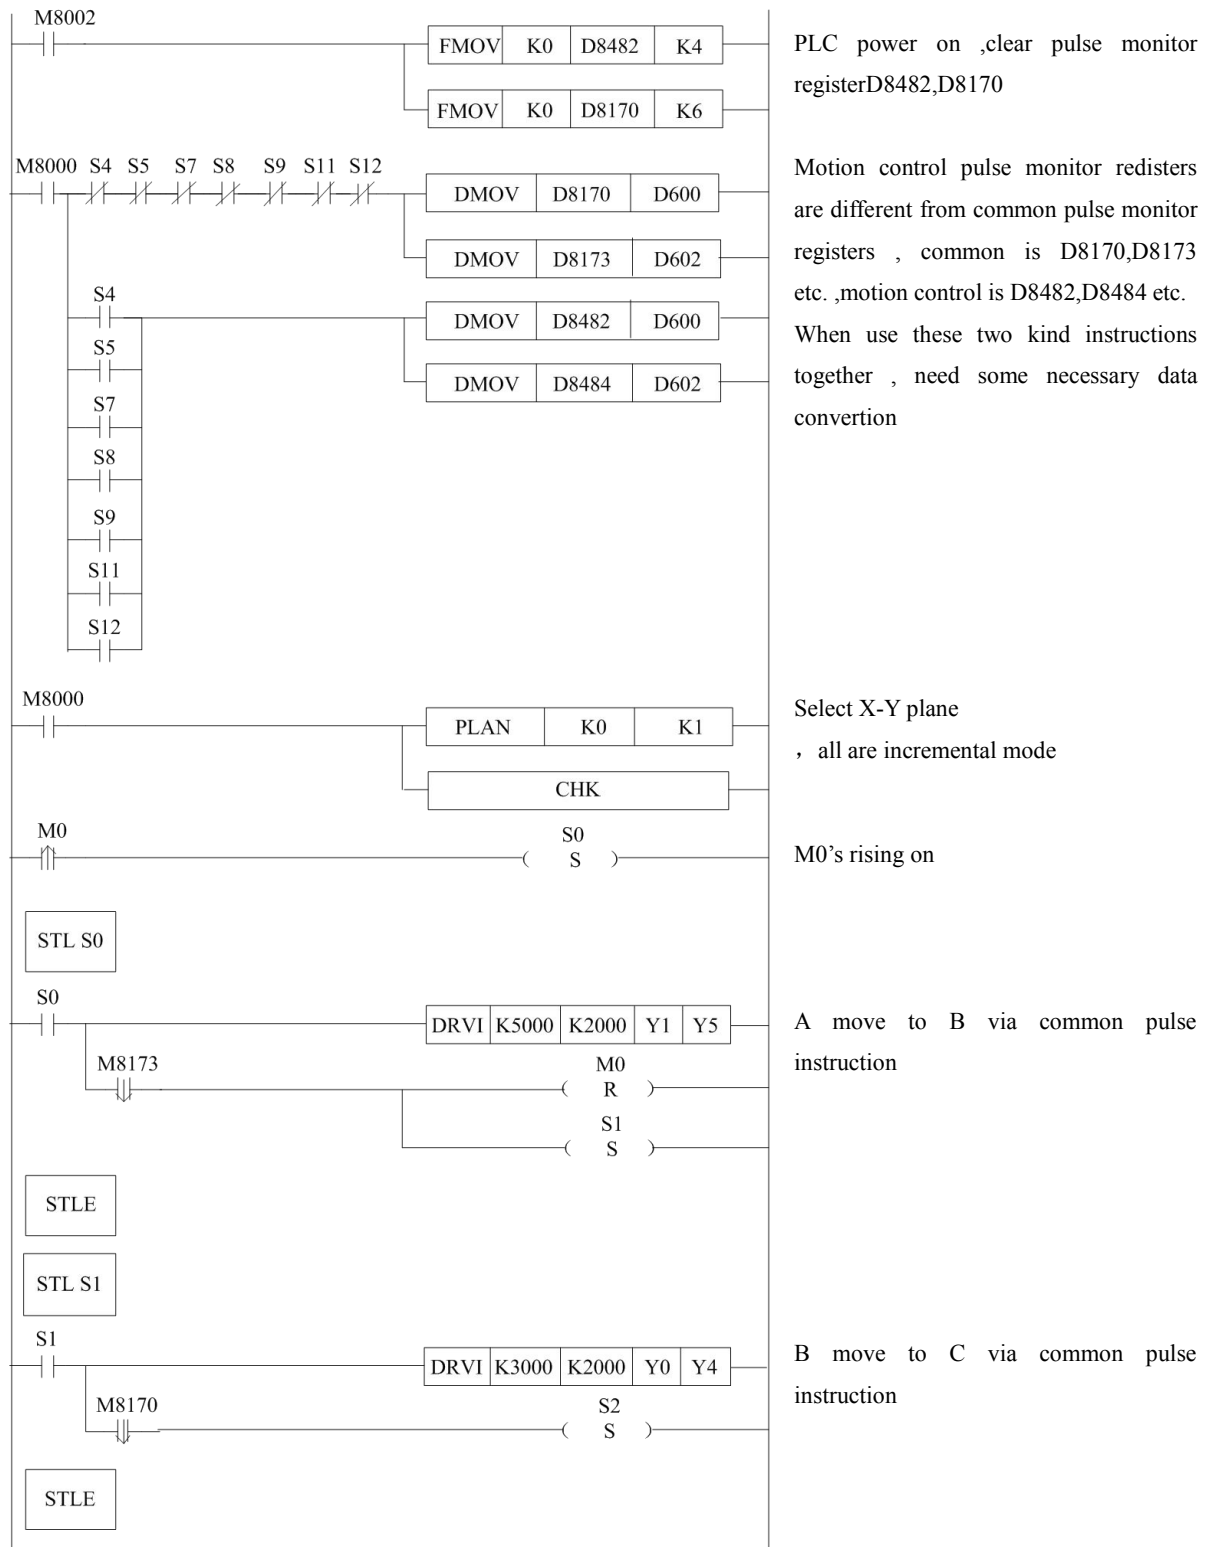 M8002
FMOV K0 D8482 K4
PLC power on ,clear pulse monitor
registerD8482,D8170
FMOV K0 D8170 K6
M8000 S4 S5 S7 S8 S9 S11 S12
DMOV D8170 D600
DMOV D8173 D602
Motion control pulse monitor redisters
are different from common pulse monitor
registers , common is D8170,D8173
etc. ,motion control is D8482,D8484 etc.
When use these two kind instructions
together , need some necessary data
convertion
S4
DMOV D8482 D600
S5
DMOV D8484 D602
S7
S8
S9
S11
S12
M8000
PLAN K0 K1
Select X-Y plane
，all are incremental mode
CHK
M0
S0
( S )
M0’s rising on
STL S0
S0
DRVI K5000 K2000 Y1 Y5
A move to B via common pulse
instruction
M8173
M0
( R )
S1
( S )
STLE
STL S1
S1
DRVI K3000 K2000 Y0 Y4
B move to C via common pulse
instruction
M8170
S2
( S )
STLE